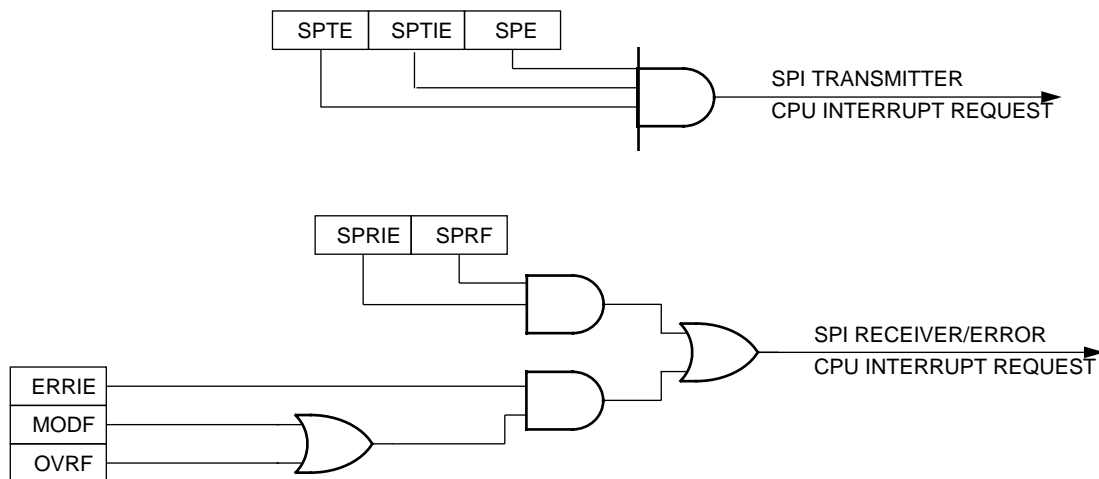 SPTE SPTIE SPE
SPI TRANSMITTER
CPU INTERRUPT REQUEST
SPRIE SPRF
SPI RECEIVER/ERROR
CPU INTERRUPT REQUEST
ERRIE
MODF
OVRF